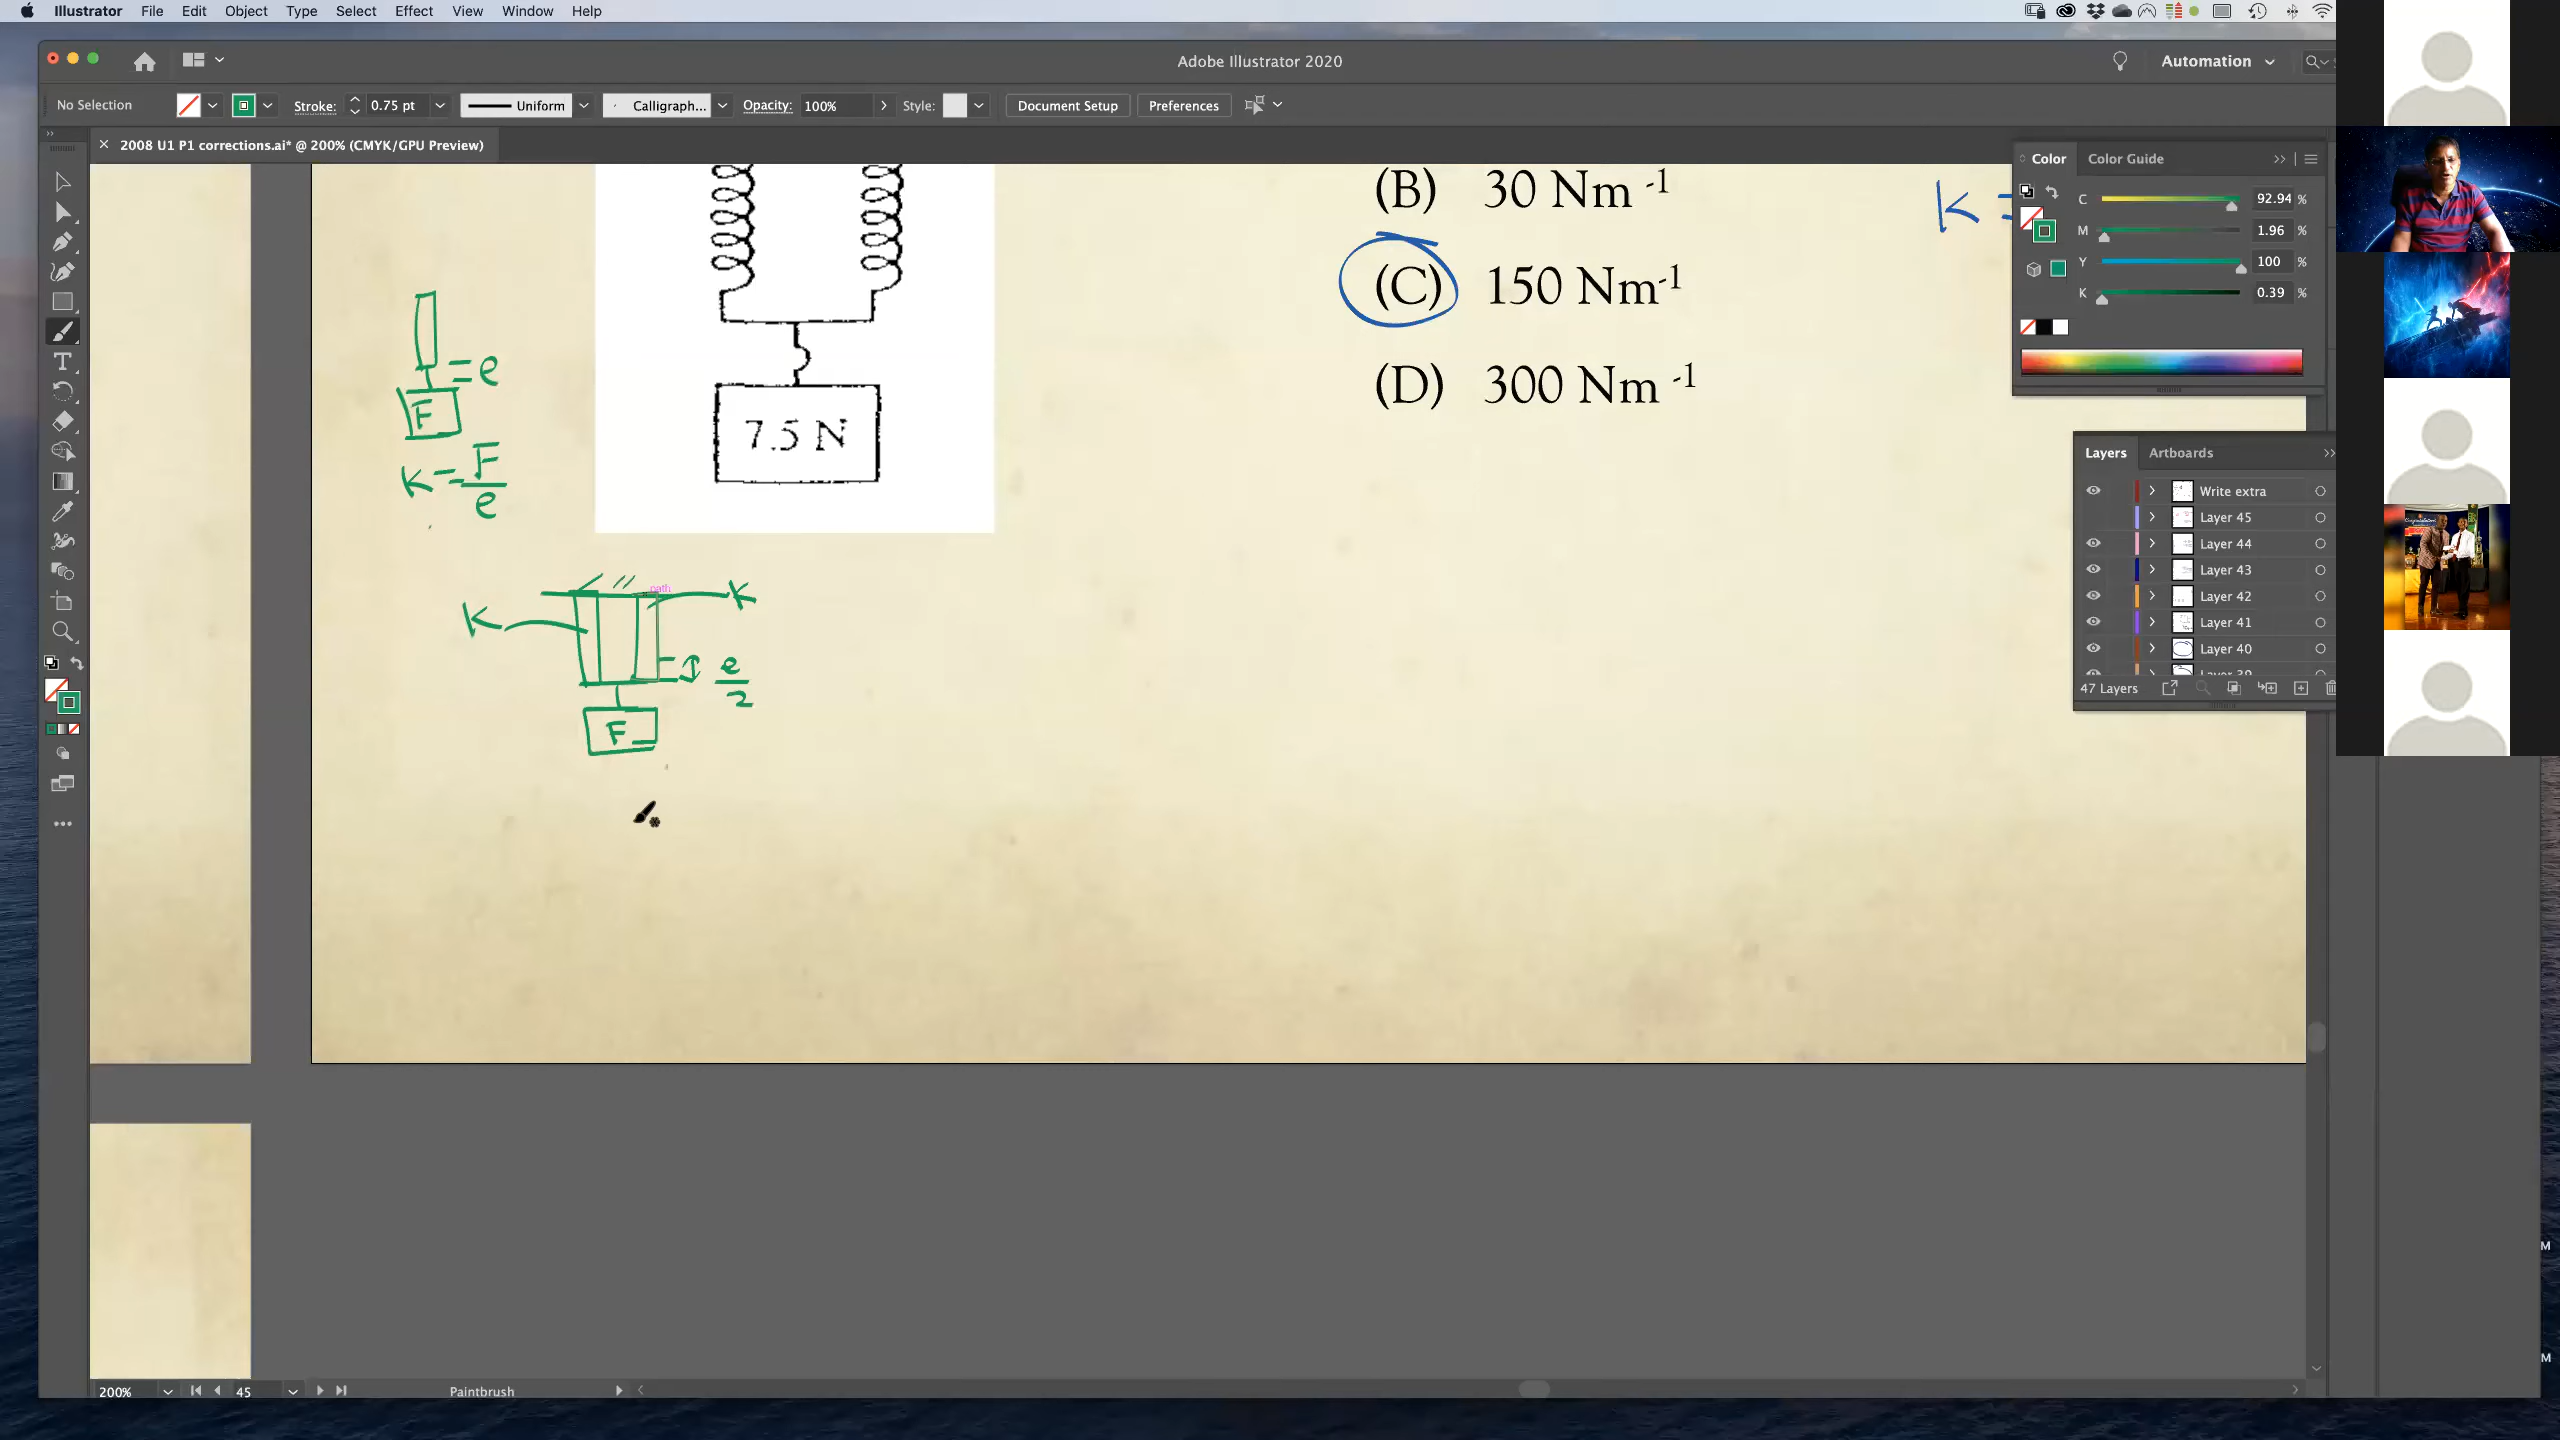 Illustrator File Edit Object Type Select Effect View Window Help
Adobe Illustrator 2020
Automation
No Selection Stroke: 0.75 pt Uniform Calligraph... Opacity: 100% Style: Document Setup Preferences
2008 U1 P1 corrections.ai* @ 200% (CMYK/GPU Preview)
(B) 30 Nm -1
(C) 150 Nm-1
(D) 300 Nm -1
K =
= e
F
K = F
e
7.5 N
path
K
K
e
2
F
Color Color Guide
C 92.94 %
M 1.96 %
Y 100 %
K 0.39 %
Layers Artboards
Write extra
Layer 45
Layer 44
Layer 43
Layer 42
Layer 41
Layer 40
47 Layers
M
M
200% 45 Paintbrush